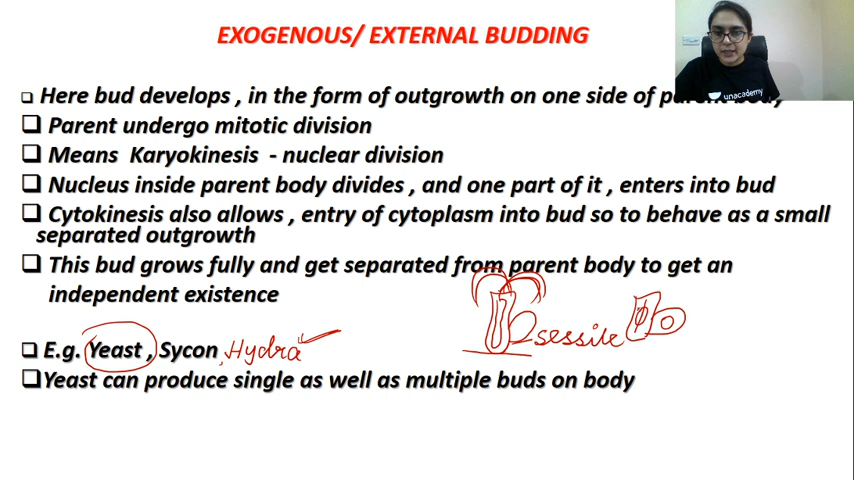 EXOGENOUS/ EXTERNAL BUDDING
unacademy
Here bud develops , in the form of outgrowth on one side of parent body
Parent undergo mitotic division
Means Karyokinesis - nuclear division
Nucleus inside parent body divides , and one part of it , enters into bud
Cytokinesis also allows , entry of cytoplasm into bud so to behave as a small
separated outgrowth
This bud grows fully and get separated from parent body to get an
independent existence
sessile
E.g. Yeast , Sycon , Hydra
Yeast can produce single as well as multiple buds on body